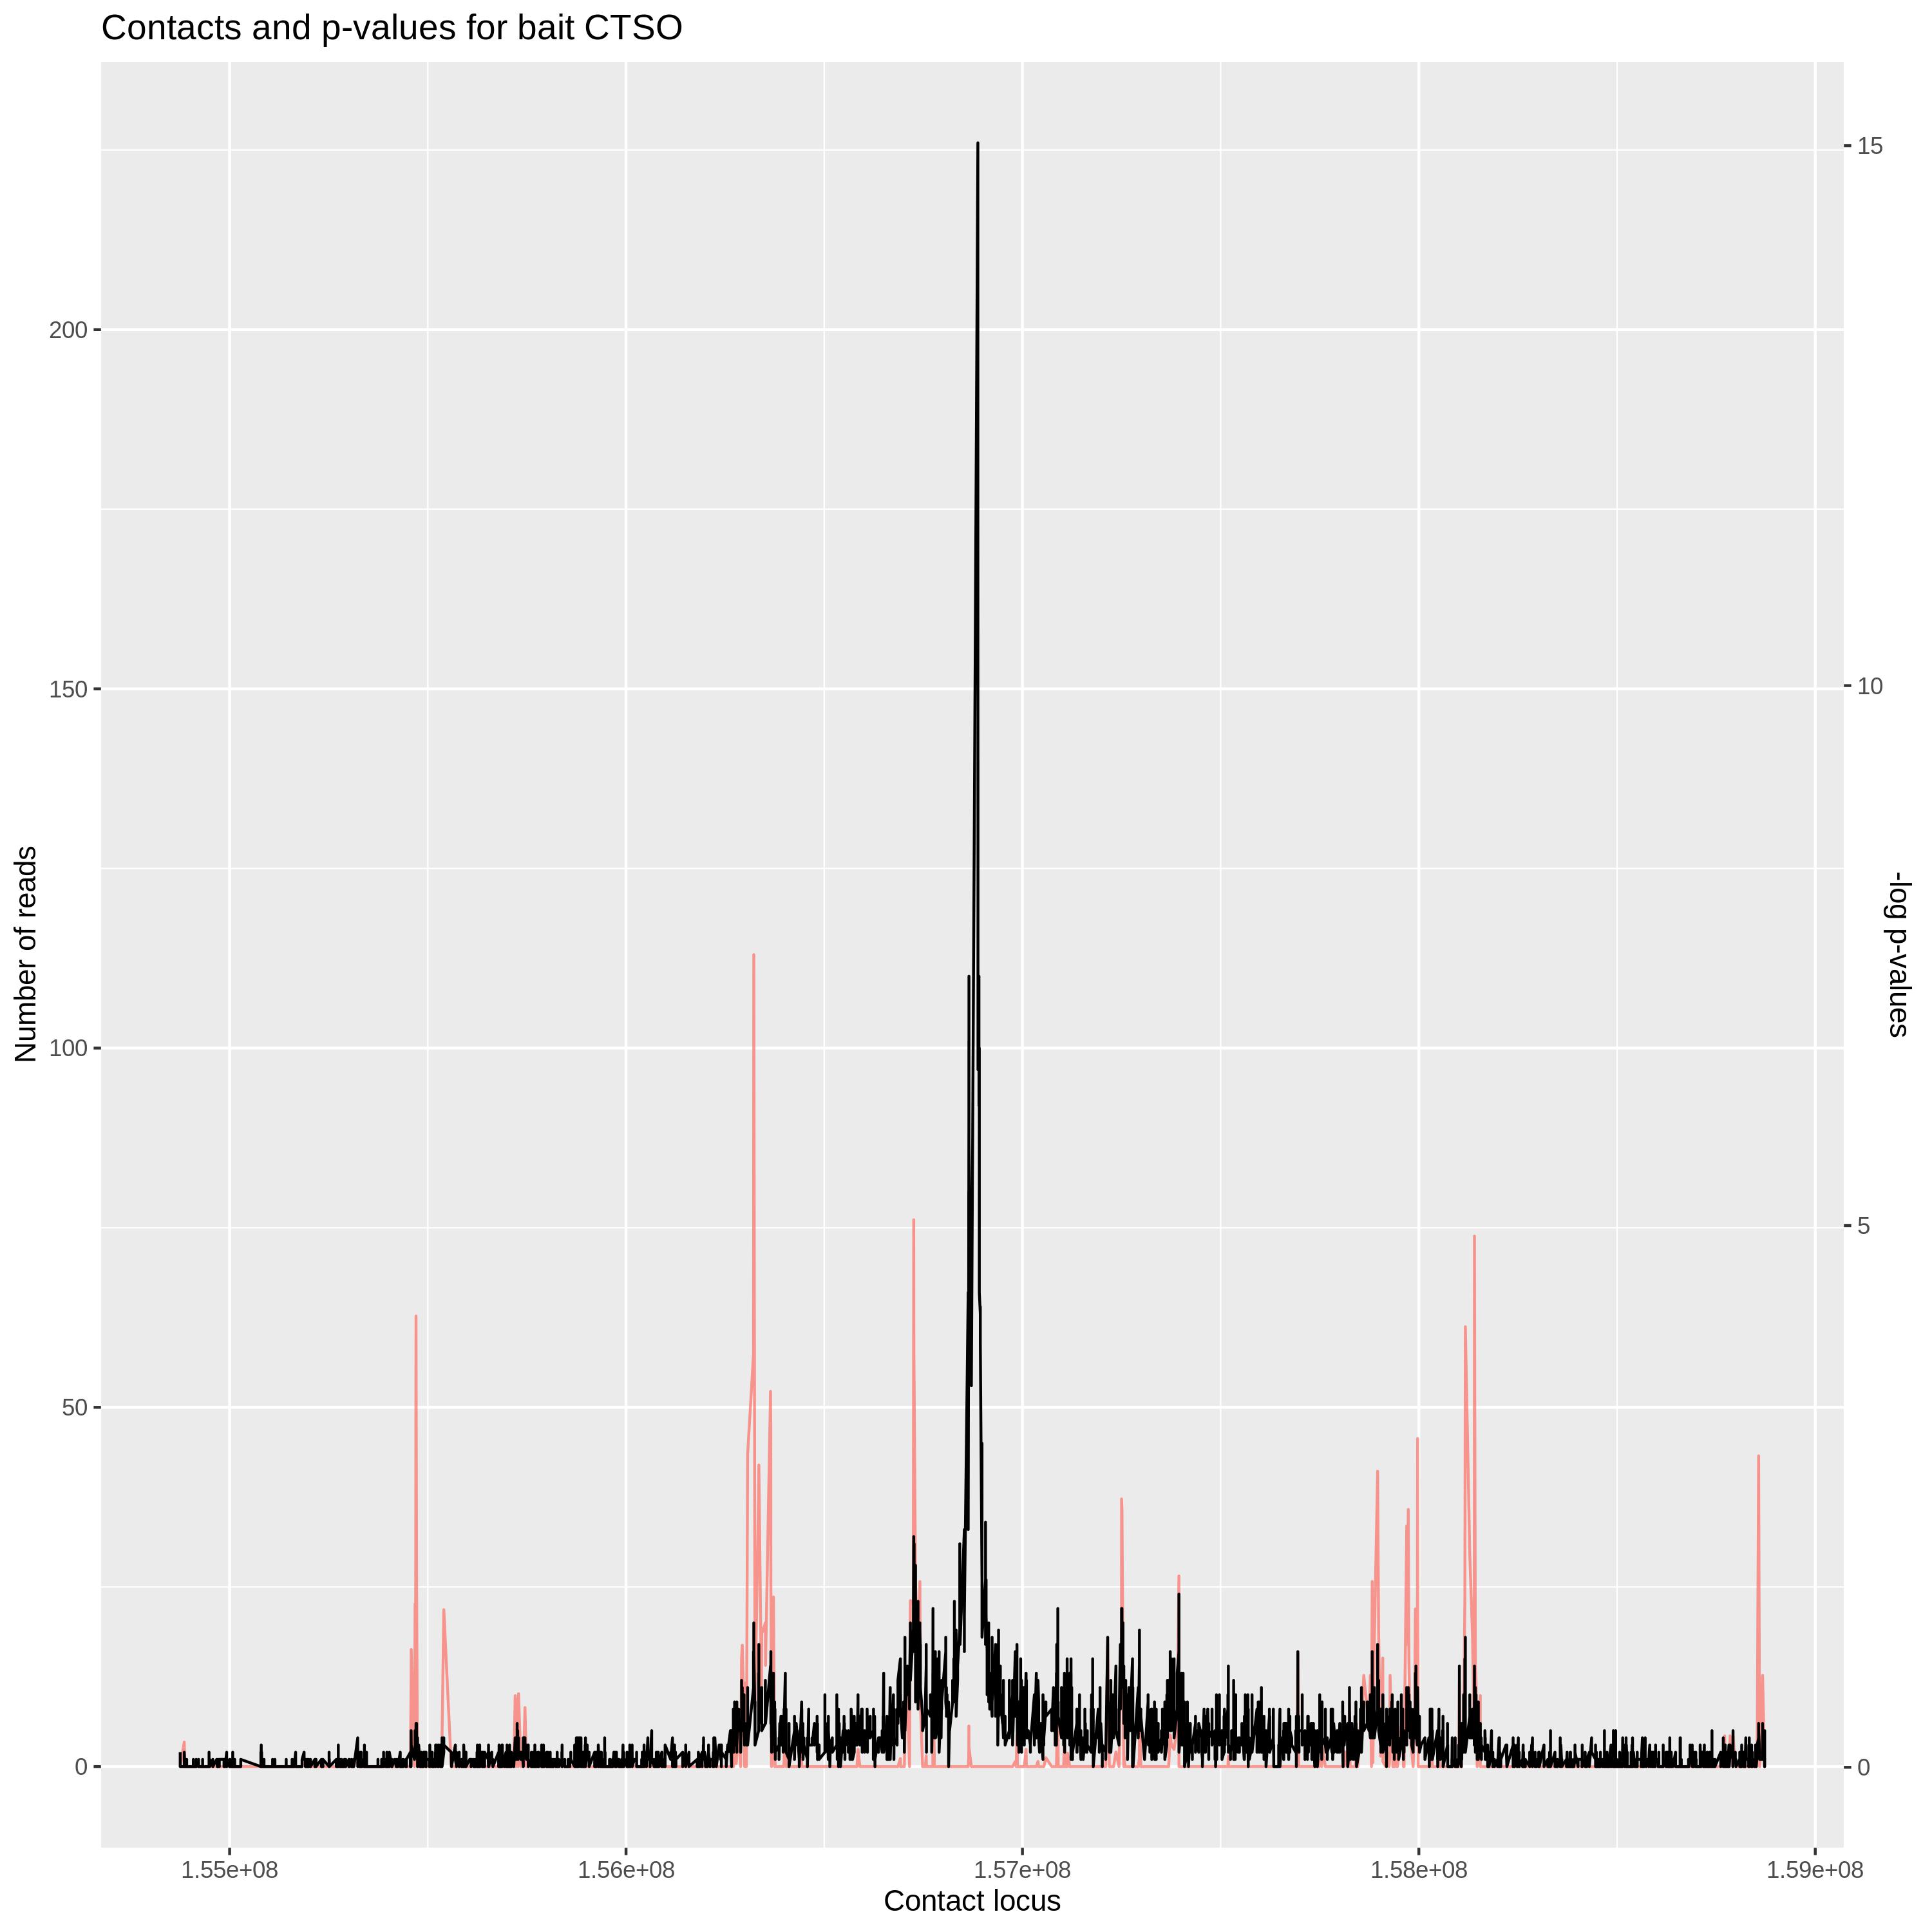 Contacts and p-values for bait CTSO
200
150
100
50
0
Number of reads
15
10
5
0
-log p-values
1.55e+08
1.56e+08
1.57e+08
1.58e+08
1.59e+08
Contact locus